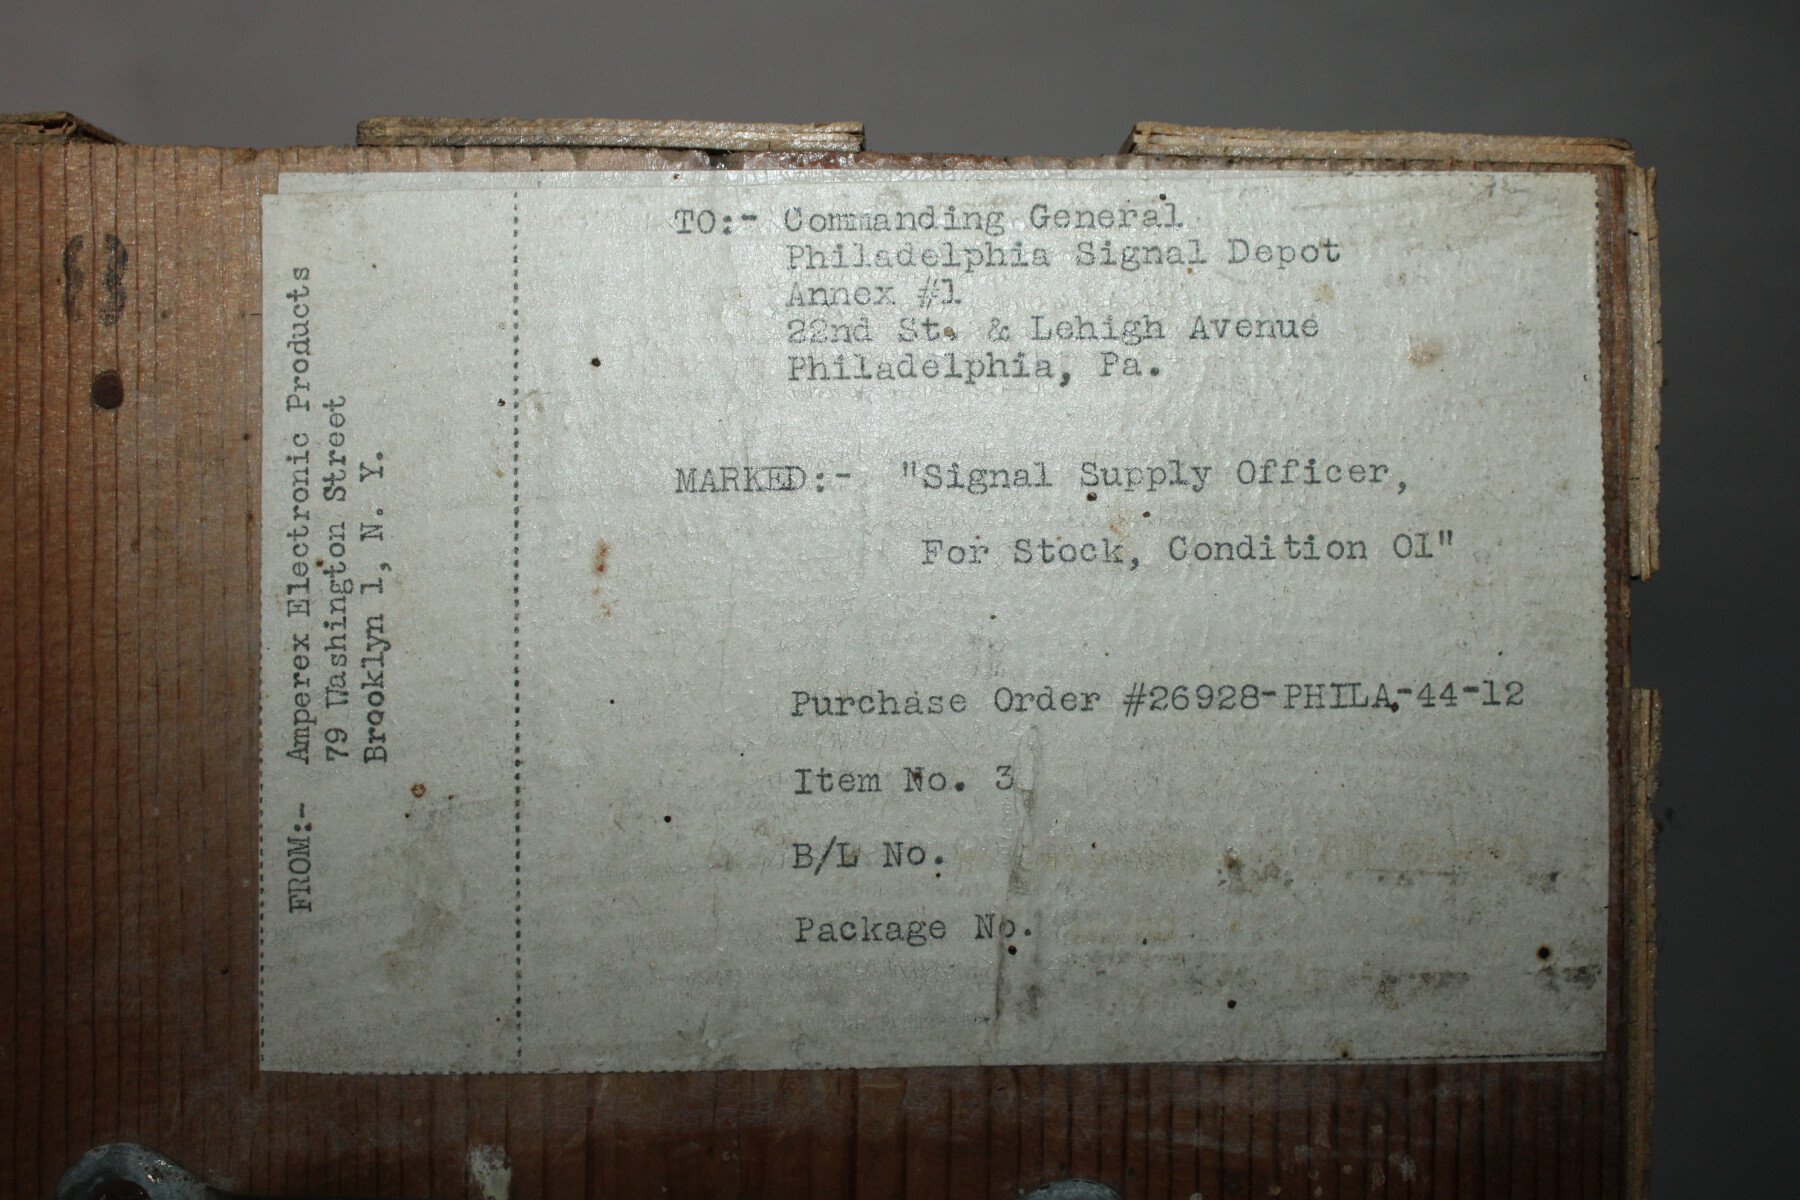 FROM:- Amperex Electronic Products
79 Washington Street
Brooklyn 1, N. Y.
TO:- Commanding General
Philadelphia Signal Depot
Annex #1
22nd St. & Lehigh Avenue
Philadelphia, Pa.
MARKED:- "Signal Supply Officer,
For Stock, Condition OI"
Purchase Order #26928-PHILA-44-12
Item No. 3
B/L No.
Package No.